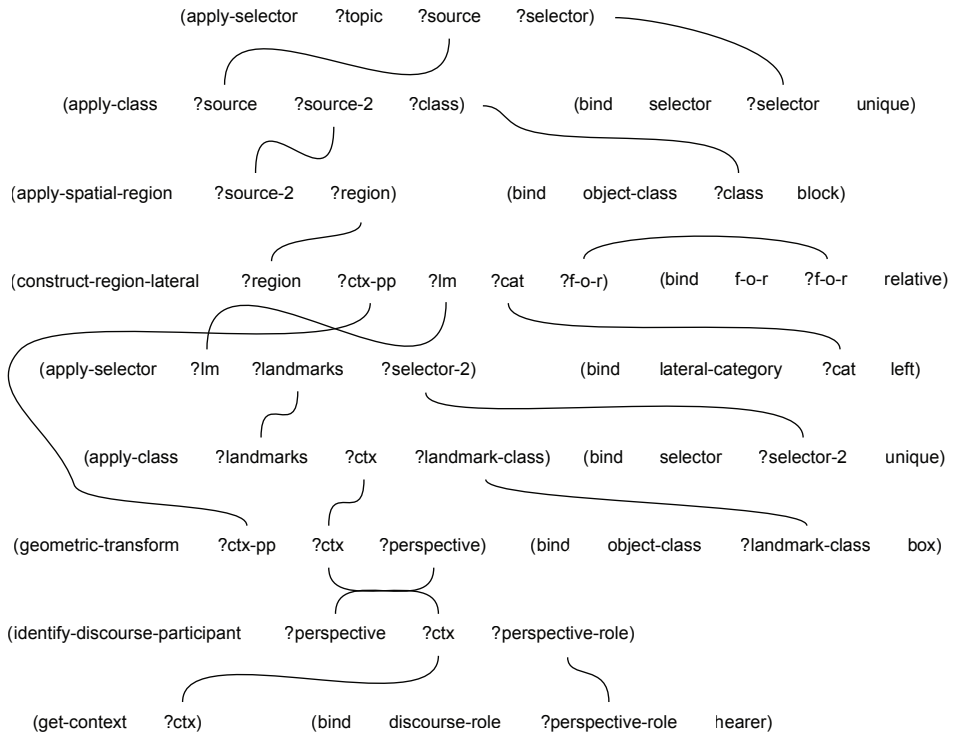 (apply-selector ?topic ?source ?selector)
(apply-class ?source ?source-2 ?class) (bind selector ?selector unique)
(apply-spatial-region ?source-2 ?region) (bind object-class ?class block)
(construct-region-lateral ?region ?ctx-pp ?lm ?cat ?f-o-r) (bind f-o-r ?f-o-r relative)
(apply-selector ?lm ?landmarks ?selector-2) (bind lateral-category ?cat left)
(apply-class ?landmarks ?ctx ?landmark-class) (bind selector ?selector-2 unique)
(geometric-transform ?ctx-pp ?ctx ?perspective) (bind object-class ?landmark-class box)
(identify-discourse-participant ?perspective ?ctx ?perspective-role)
(get-context ?ctx) (bind discourse-role ?perspective-role hearer)